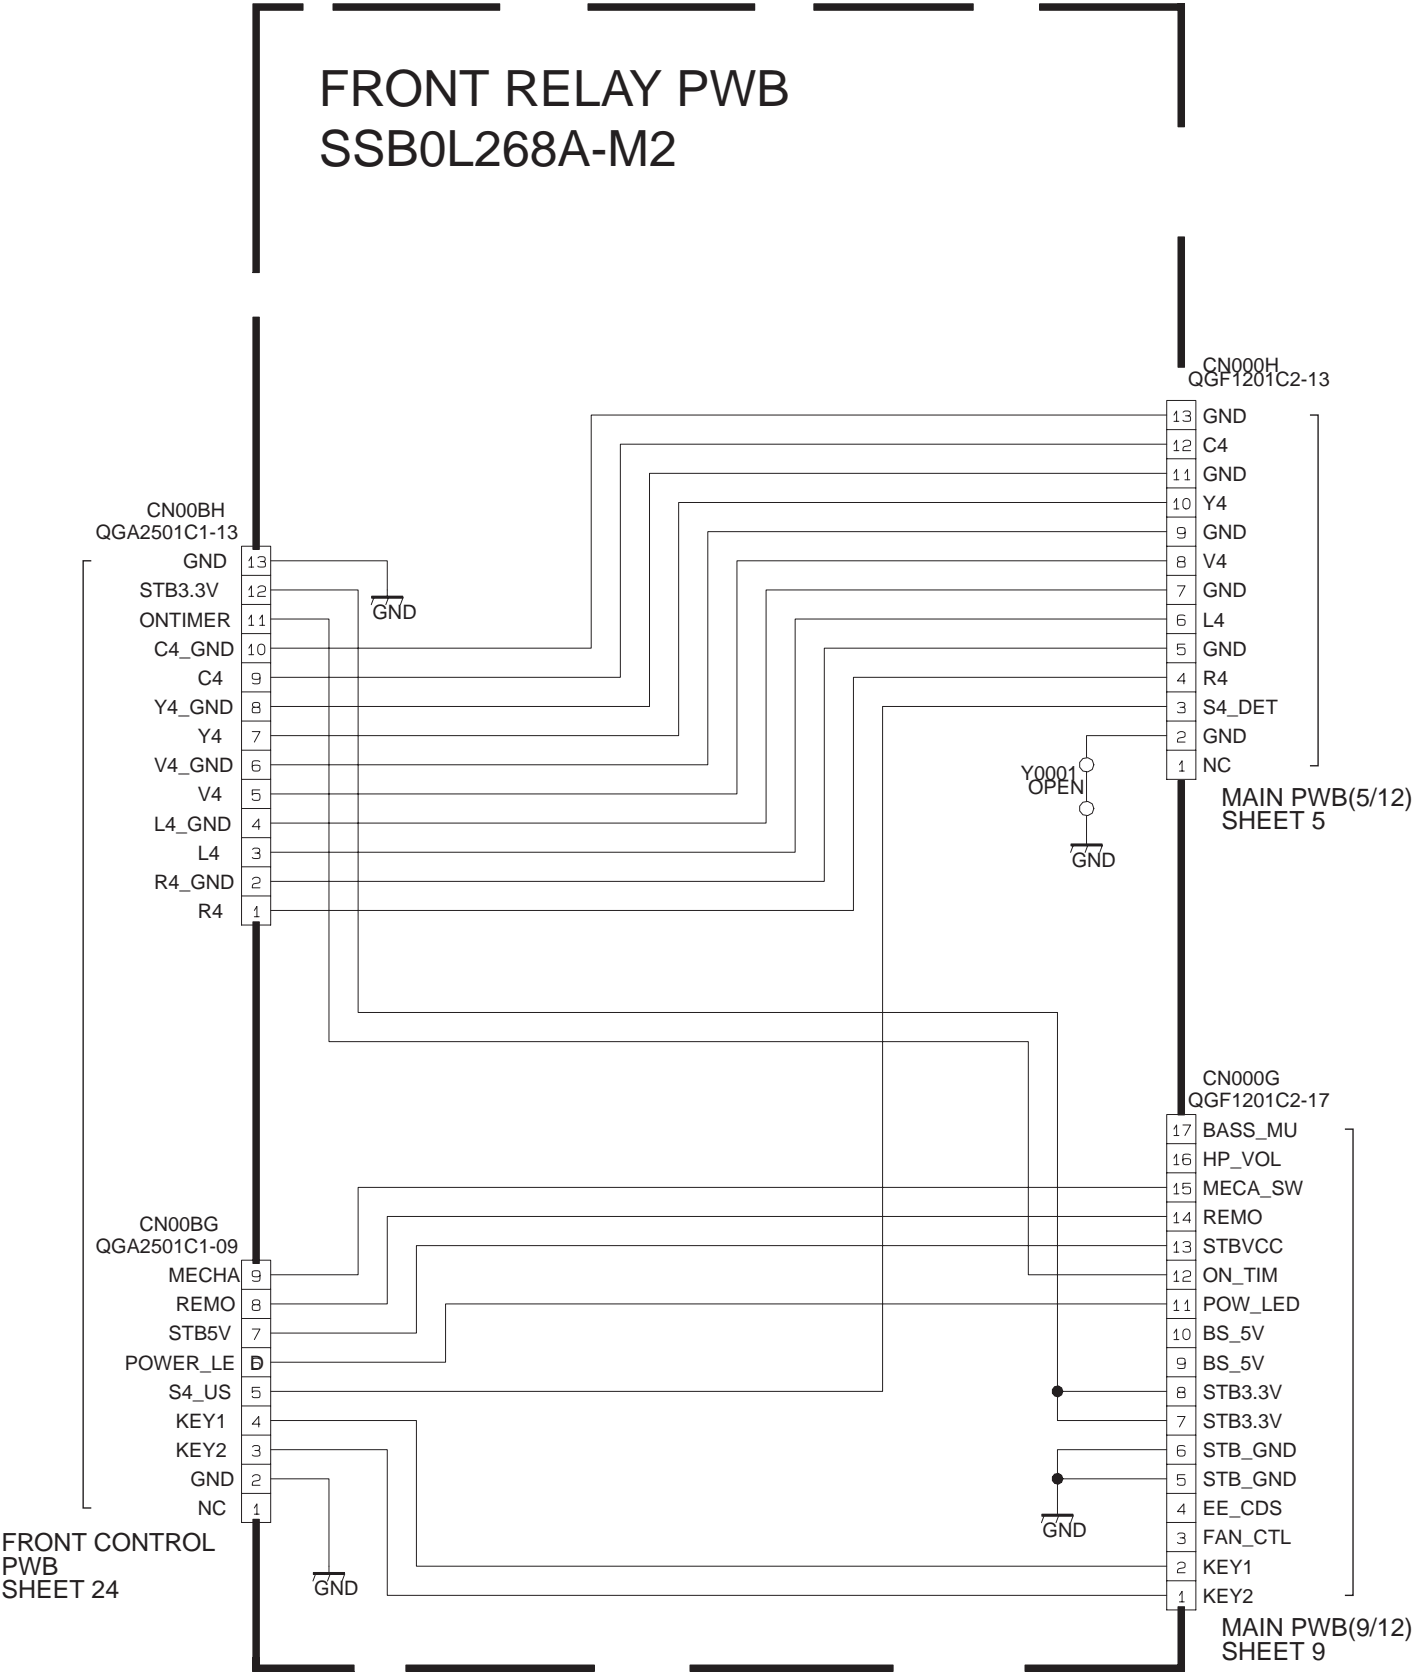 FRONT RELAY PWB
SSB0L268A-M2
CN000H
QGF1201C2-13
13 GND
12 C4
11 GND
10 Y4
9 GND
8 V4
7 GND
6 L4
5 GND
4 R4
3 S4_DET
2 GND
1 NC
MAIN PWB(5/12)
SHEET 5
CN00BH
QGA2501C1-13
GND 13
STB3.3V 12
ONTIMER 11
C4_GND 10
C4 9
Y4_GND 8
Y4 7
V4_GND 6
V4 5
L4_GND 4
L4 3
R4_GND 2
R4 1
GND
Y0001
OPEN
GND
CN000G
QGF1201C2-17
17 BASS_MU
16 HP_VOL
15 MECA_SW
14 REMO
13 STBVCC
12 ON_TIM
11 POW_LED
10 BS_5V
9 BS_5V
8 STB3.3V
7 STB3.3V
6 STB_GND
5 STB_GND
4 EE_CDS
3 FAN_CTL
2 KEY1
1 KEY2
MAIN PWB(9/12)
SHEET 9
CN00BG
QGA2501C1-09
MECHA 9
REMO 8
STB5V 7
POWER_LED 6
S4_US 5
KEY1 4
KEY2 3
GND 2
NC 1
GND
GND
FRONT CONTROL
PWB
SHEET 24